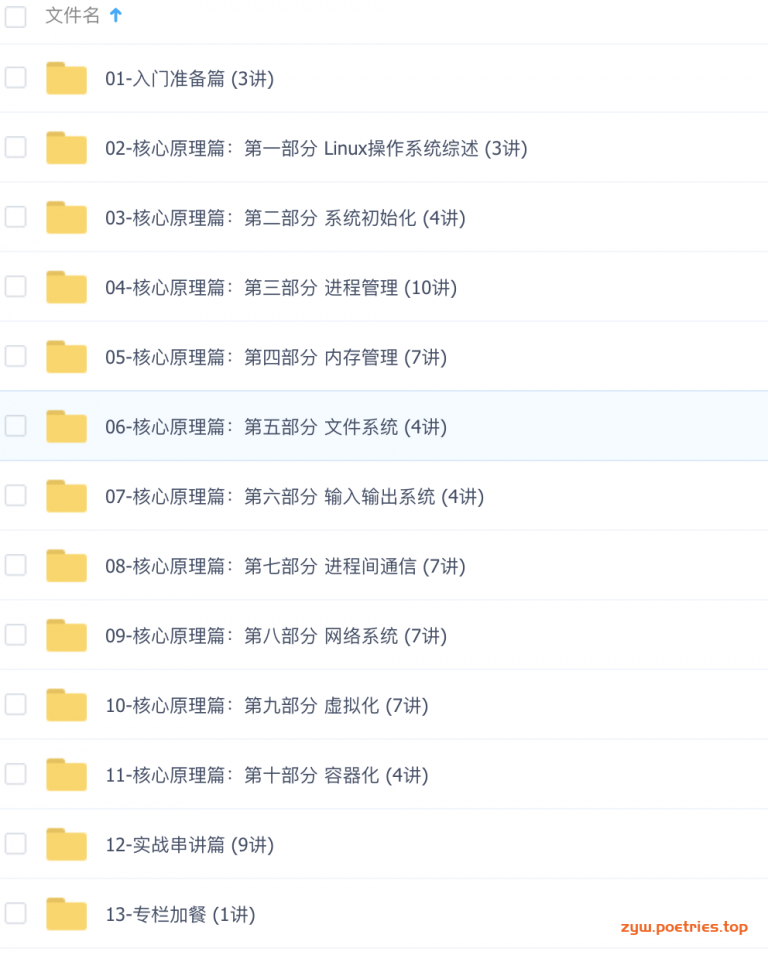 文件名
01-入门准备篇 (3讲)
02-核心原理篇：第一部分 Linux操作系统综述 (3讲)
03-核心原理篇：第二部分 系统初始化 (4讲)
04-核心原理篇：第三部分 进程管理 (10讲)
05-核心原理篇：第四部分 内存管理 (7讲)
06-核心原理篇：第五部分 文件系统 (4讲)
07-核心原理篇：第六部分 输入输出系统 (4讲)
08-核心原理篇：第七部分 进程间通信 (7讲)
09-核心原理篇：第八部分 网络系统 (7讲)
10-核心原理篇：第九部分 虚拟化 (7讲)
11-核心原理篇：第十部分 容器化 (4讲)
12-实战串讲篇 (9讲)
13-专栏加餐 (1讲)
zyw.poetries.top